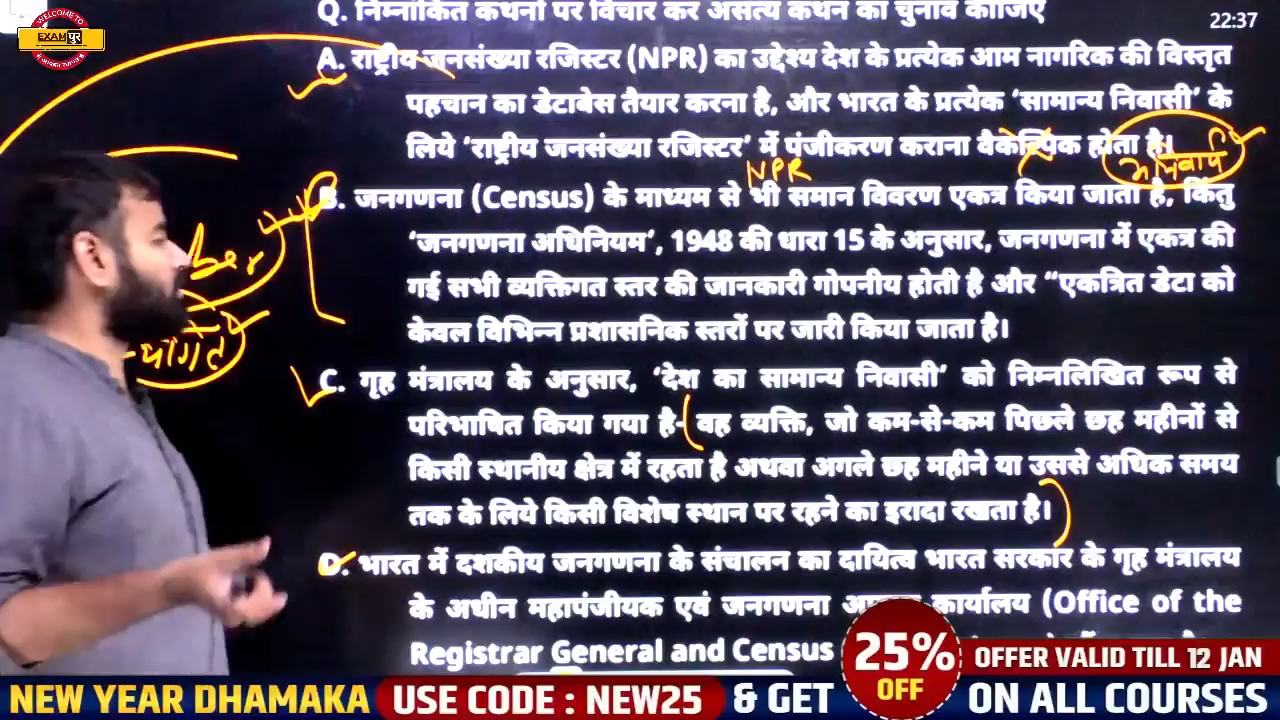 Q. निम्नांकित कथनों पर विचार कर असत्य कथन का चुनाव कीजिए
22:37
WELCOME TO
EXAMपुर
A. राष्ट्रीय जनसंख्या रजिस्टर (NPR) का उद्देश्य देश के प्रत्येक आम नागरिक की विस्तृत
पहचान का डेटाबेस तैयार करना है, और भारत के प्रत्येक ‘सामान्य निवासी’ के
लिये ‘राष्ट्रीय जनसंख्या रजिस्टर’ में पंजीकरण कराना वैकल्पिक होता है।
अनिवार्य
NPR
B. जनगणना (Census) के माध्यम से भी समान विवरण एकत्र किया जाता है, किंतु
‘जनगणना अधिनियम’, 1948 की धारा 15 के अनुसार, जनगणना में एकत्र की
गई सभी व्यक्तिगत स्तर की जानकारी गोपनीय होती है और “एकत्रित डेटा को
केवल विभिन्न प्रशासनिक स्तरों पर जारी किया जाता है।
C. गृह मंत्रालय के अनुसार, ‘देश का सामान्य निवासी’ को निम्नलिखित रूप से
परिभाषित किया गया है- वह व्यक्ति, जो कम-से-कम पिछले छह महीनों से
किसी स्थानीय क्षेत्र में रहता है अथवा अगले छह महीने या उससे अधिक समय
तक के लिये किसी विशेष स्थान पर रहने का इरादा रखता है।
D. भारत में दशकीय जनगणना के संचालन का दायित्व भारत सरकार के गृह मंत्रालय
के अधीन महापंजीयक एवं जनगणना कार्यालय (Office of the
Registrar General and Census
25% OFF
OFFER VALID TILL 12 JAN
NEW YEAR DHAMAKA USE CODE : NEW25 & GET ON ALL COURSES